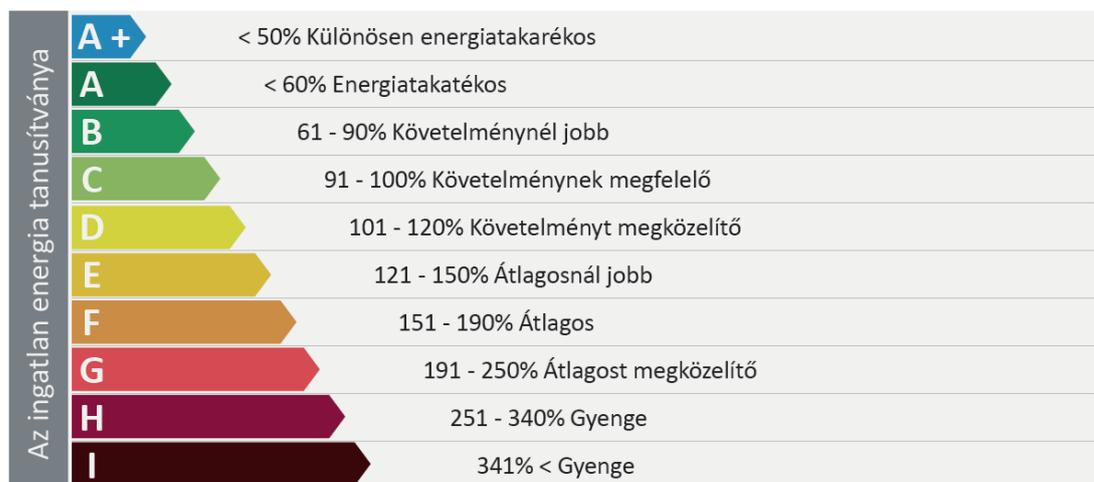 Az ingatlan energia tanusítványa
A + < 50% Különösen energiatakarékos
A < 60% Energiatakatékos
B 61 - 90% Követelménynél jobb
C 91 - 100% Követelménynek megfelelő
D 101 - 120% Követelményt megközelítő
E 121 - 150% Átlagosnál jobb
F 151 - 190% Átlagos
G 191 - 250% Átlagost megközelítő
H 251 - 340% Gyenge
I 341% < Gyenge